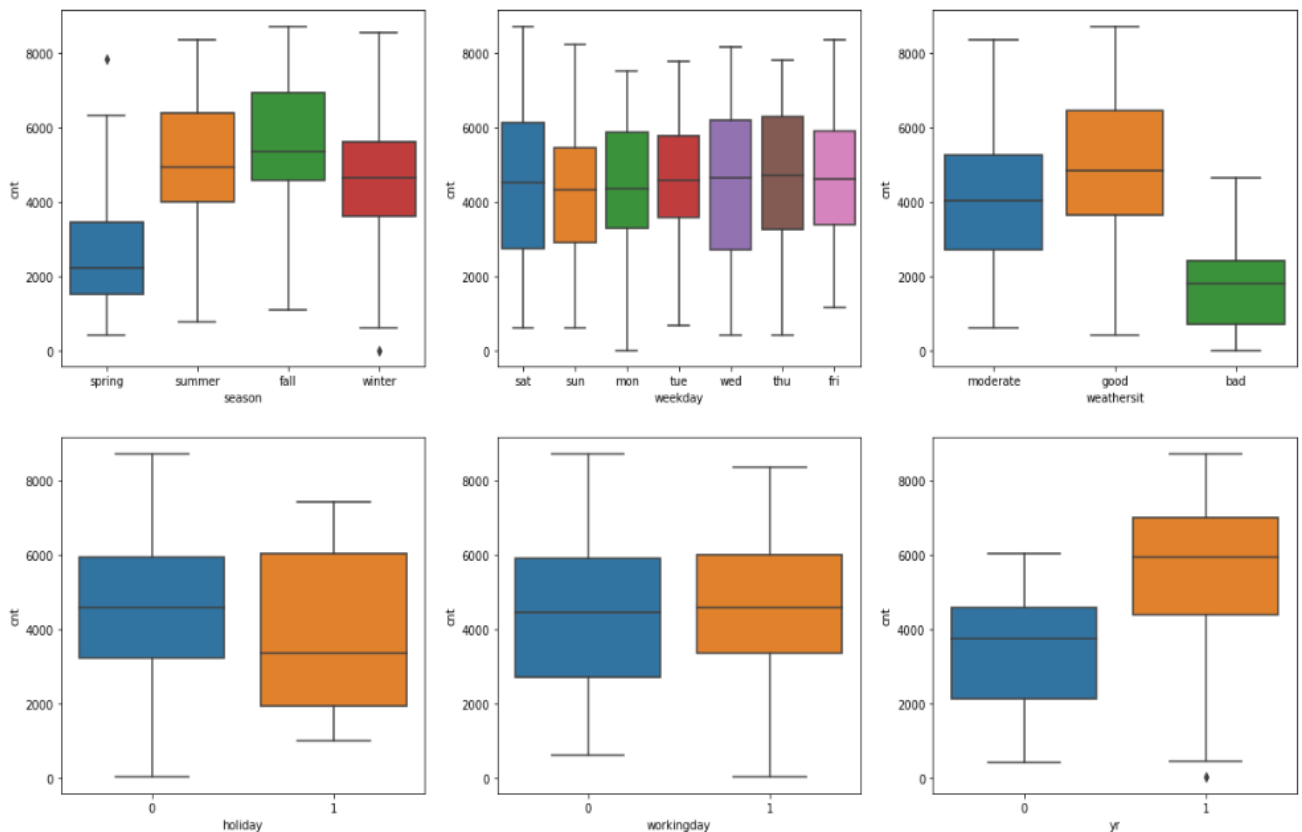 8000
6000
4000
2000
0
cnt
spring summer fall winter
season
8000
6000
4000
2000
0
cnt
sat sun mon tue wed thu fri
weekday
8000
6000
4000
2000
0
cnt
moderate good bad
weathersit
8000
6000
4000
2000
0
cnt
0 1
holiday
8000
6000
4000
2000
0
cnt
0 1
workingday
8000
6000
4000
2000
0
cnt
0 1
yr